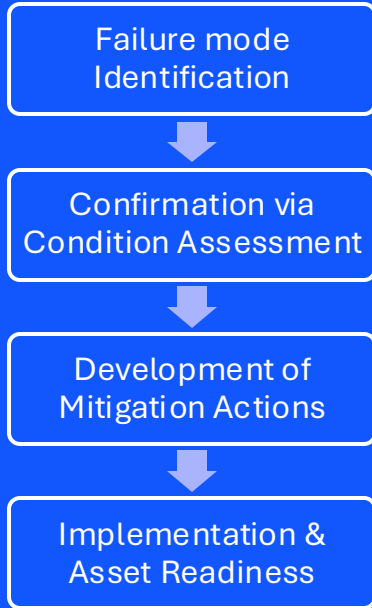 Failure mode
Identification
Confirmation via
Condition Assessment
Development of
Mitigation Actions
Implementation &
Asset Readiness